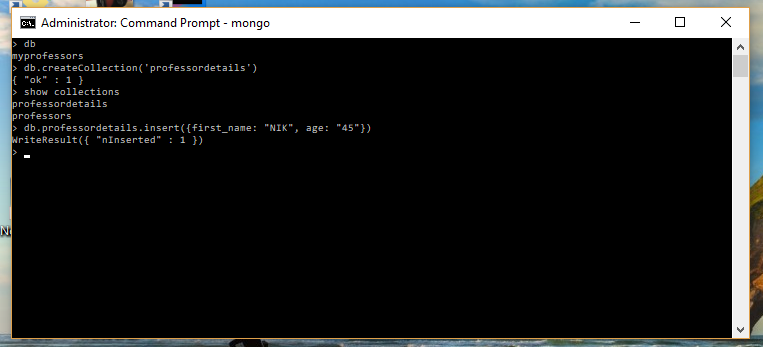 Administrator: Command Prompt - mongo
> db
myprofessors
> db.createCollection('professordetails')
{ "ok" : 1 }
> show collections
professordetails
professors
> db.professordetails.insert({first_name: "NIK", age: "45"})
WriteResult({ "nInserted" : 1 })
>